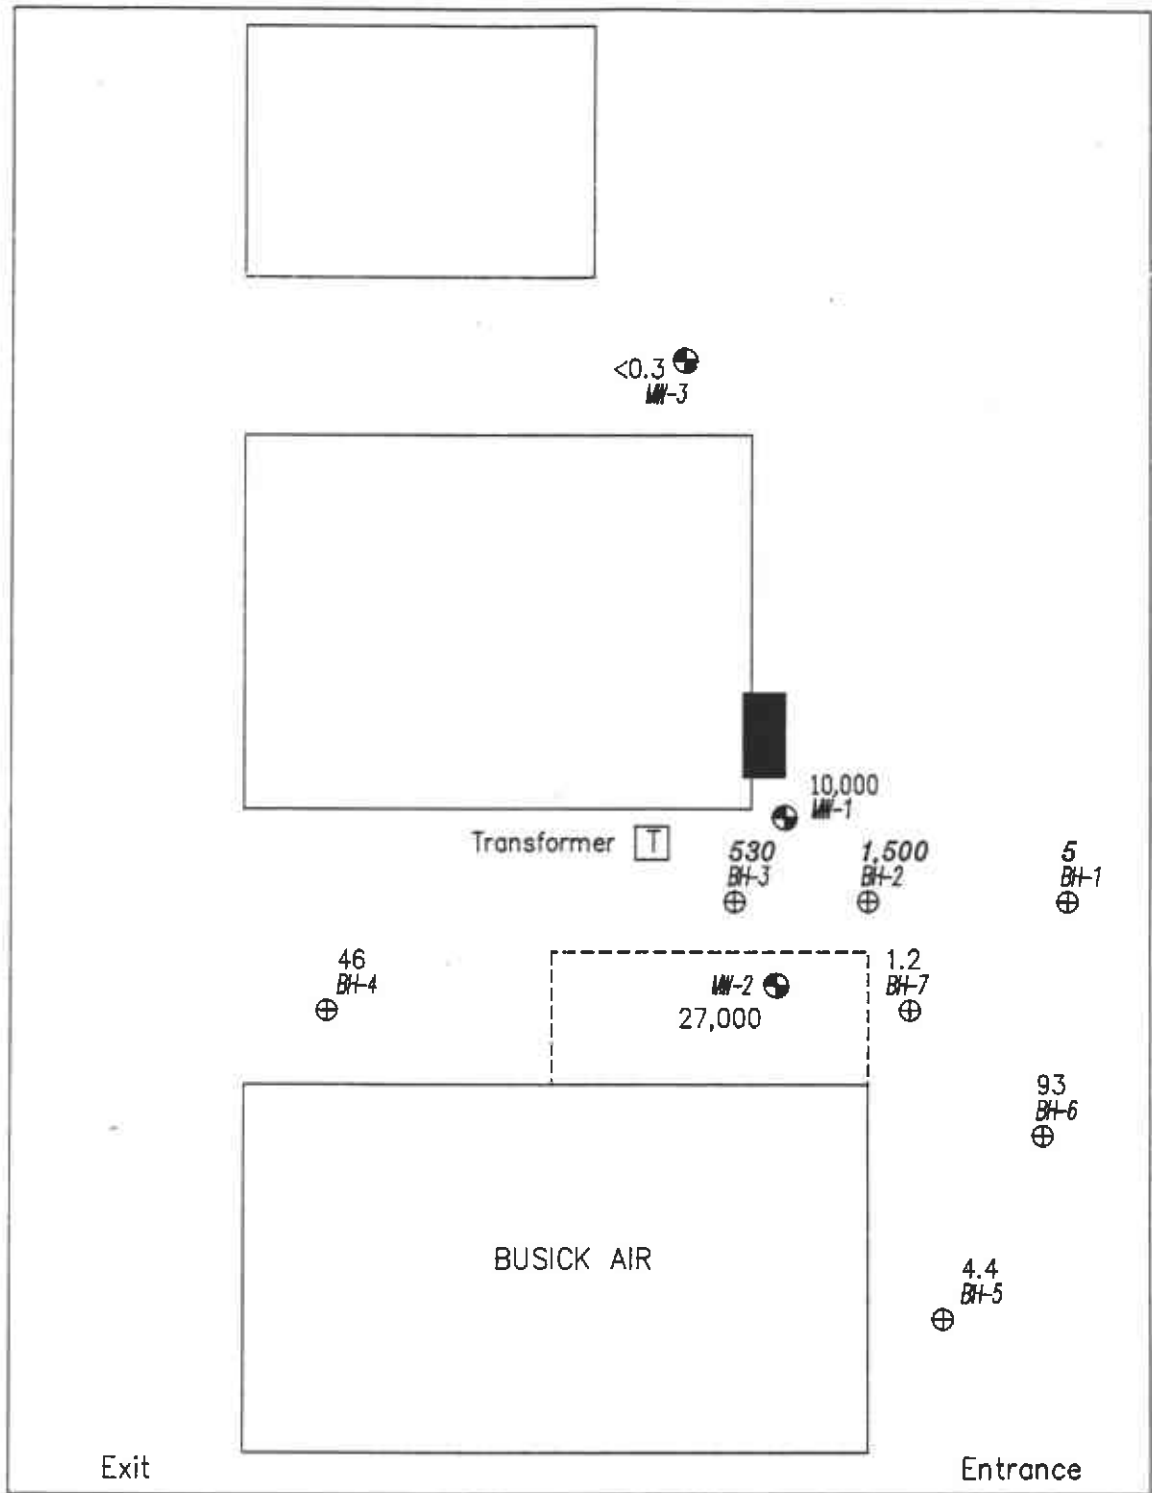 <0.3
MW-3
10,000
MW-1
Transformer T
530
BH-3
1,500
BH-2
5
BH-1
46
BH-4
MW-2
27,000
1.2
BH-7
93
BH-6
BUSICK AIR
4.4
BH-5
Exit
Entrance